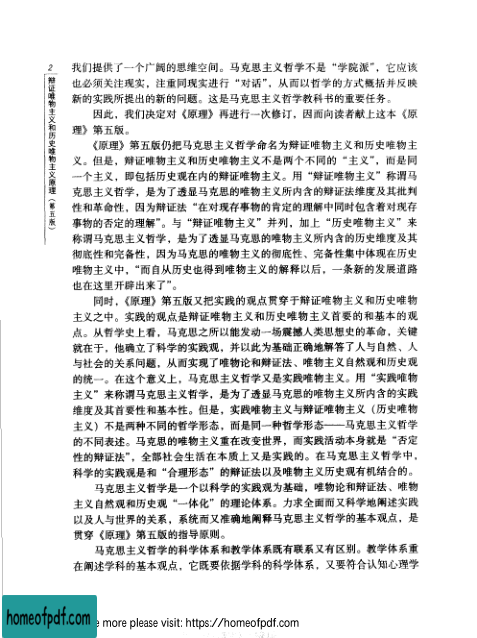 2
辩证唯物主义和历史唯物主义原理（第五版）
我们提供了一个广阔的思维空间。马克思主义哲学不是“学院派”，它应该
也必须关注现实，注重同现实进行“对话”，从而以哲学的方式概括并反映
新的实践所提出的新的问题。这是马克思主义哲学教科书的重要任务。
因此，我们决定对《原理》再进行一次修订，因而向读者献上这本《原
理》第五版。
《原理》第五版仍把马克思主义哲学命名为辩证唯物主义和历史唯物主
义。但是，辩证唯物主义和历史唯物主义不是两个不同的“主义”，而是同
一个主义，即包括历史观在内的辩证唯物主义。用“辩证唯物主义”称谓马
克思主义哲学，是为了透显马克思的唯物主义所内含的辩证法维度及其批判
性和革命性，因为辩证法“在对现存事物的肯定的理解中同时包含着对现存
事物的否定的理解”。与“辩证唯物主义”并列，加上“历史唯物主义”来
称谓马克思主义哲学，是为了透显马克思的唯物主义所内含的历史维度及其
彻底性和完备性，因为马克思的唯物主义的彻底性、完备性集中体现在历史
唯物主义中，“而自从历史也得到唯物主义的解释以后，一条新的发展道路
也在这里开辟出来了”。
同时，《原理》第五版又把实践的观点贯穿于辩证唯物主义和历史唯物
主义之中。实践的观点是辩证唯物主义和历史唯物主义首要的和基本的观
点。从哲学史上看，马克思之所以能发动一场震撼人类思想史的革命，关键
就在于，他确立了科学的实践观，并以此为基础正确地解答了人与自然、人
与社会的关系问题，从而实现了唯物论和辩证法、唯物主义自然观和历史观
的统一。在这个意义上，马克思主义哲学又是实践唯物主义。用“实践唯物
主义”来称谓马克思主义哲学，是为了透显马克思的唯物主义所内含的实践
维度及其首要性和基本性。但是，实践唯物主义与辩证唯物主义（历史唯物
主义）不是两种不同的哲学形态，而是同一种哲学形态——马克思主义哲学
的不同表述。马克思的唯物主义重在改变世界，而实践活动本身就是“否定
性的辩证法”，全部社会生活在本质上又是实践的。在马克思主义哲学中，
科学的实践观是和“合理形态”的辩证法以及唯物主义历史观有机结合的。
马克思主义哲学是一个以科学的实践观为基础，唯物论和辩证法、唯物
主义自然观和历史观“一体化”的理论体系。力求全面而又科学地阐述实践
以及人与世界的关系，系统而又准确地阐释马克思主义哲学的基本观点，是
贯穿《原理》第五版的指导原则。
马克思主义哲学的科学体系和教学体系既有联系又有区别。教学体系重
在阐述学科的基本观点，它既要依据学科的科学体系，又要符合认知心理学
homeofpdf.com
e more please visit: https://homeofpdf.com